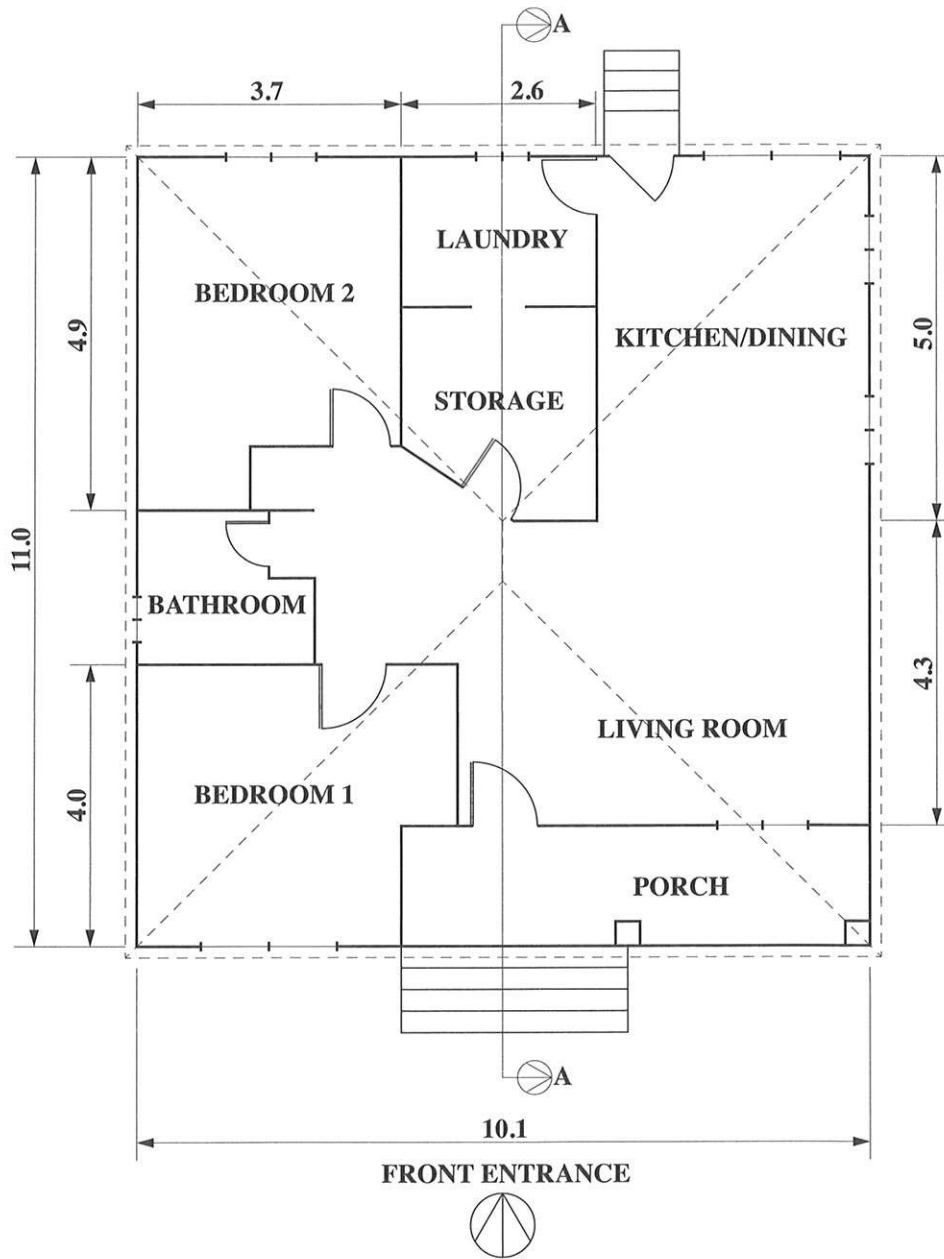 A
3.7
2.6
LAUNDRY
BEDROOM 2
KITCHEN/DINING
4.9
5.0
STORAGE
11.0
BATHROOM
4.3
LIVING ROOM
BEDROOM 1
4.0
PORCH
A
10.1
FRONT ENTRANCE